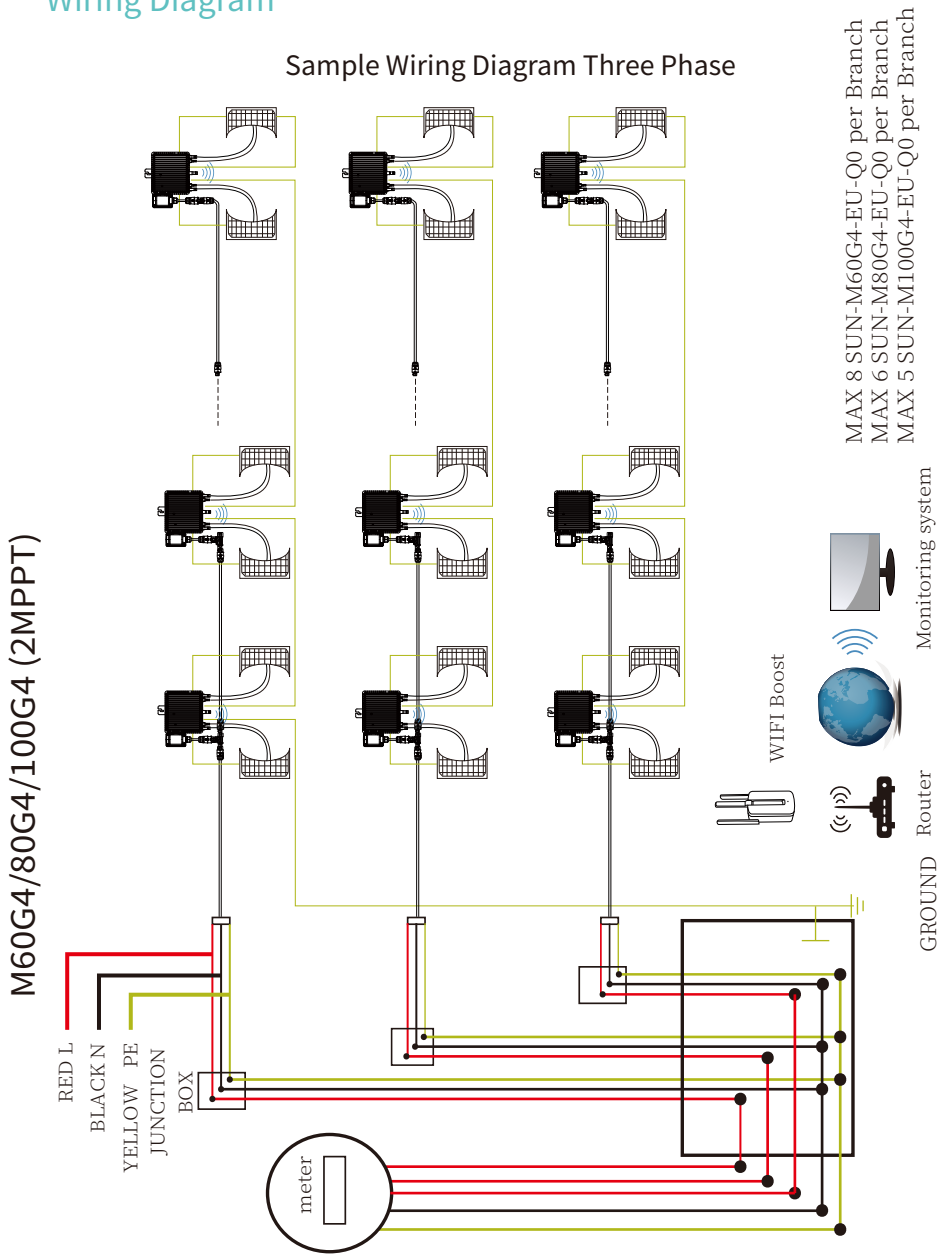 Wiring Diagram
Sample Wiring Diagram Three Phase
M60G4/80G4/100G4 (2MPPT)
RED L
BLACK N
YELLOW PE
JUNCTION
BOX
meter
GROUND
Router
WIFI Boost
Monitoring system
MAX 8 SUN-M60G4-EU-Q0 per Branch
MAX 6 SUN-M80G4-EU-Q0 per Branch
MAX 5 SUN-M100G4-EU-Q0 per Branch